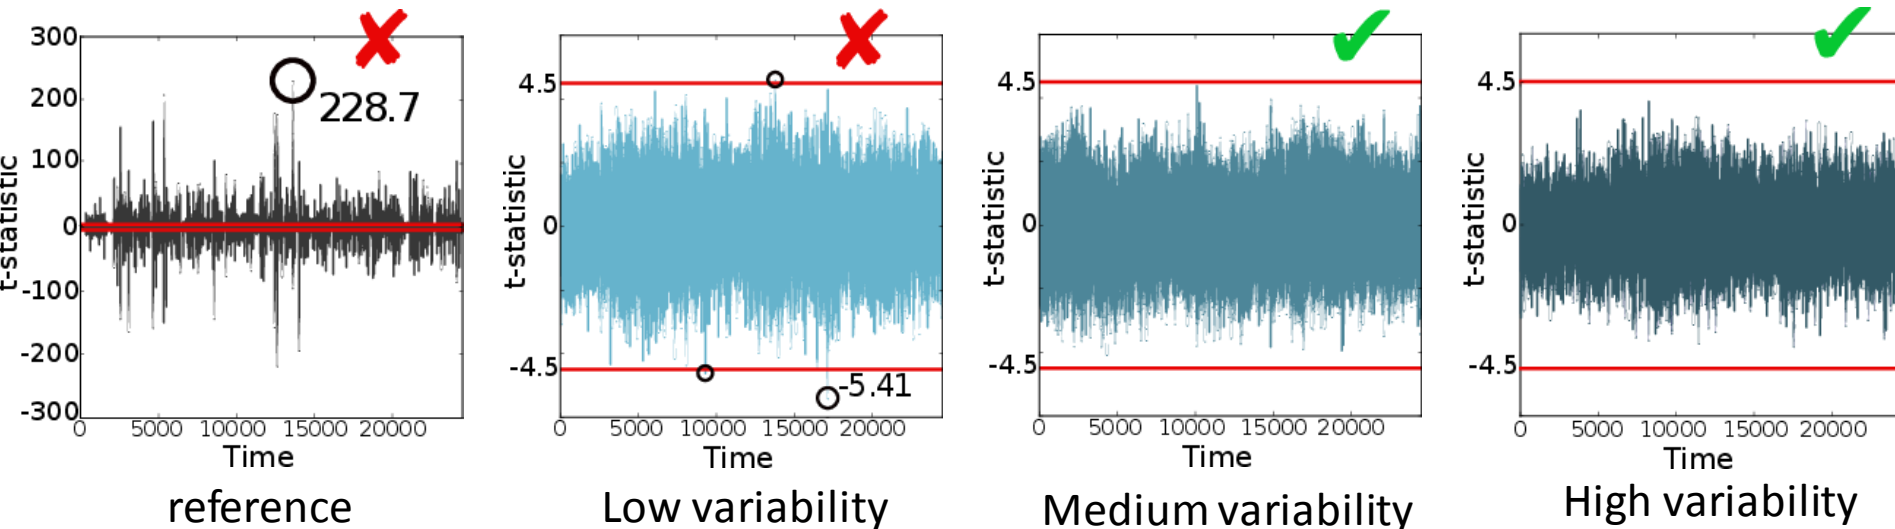 300
200
100
0
-100
-200
-300
t-statistic
228.7
0 5000 10000 15000 20000
Time
reference
4.5
0
-4.5
t-statistic
-5.41
0 5000 10000 15000 20000
Time
Low variability
4.5
0
-4.5
t-statistic
0 5000 10000 15000 20000
Time
Medium variability
4.5
0
-4.5
t-statistic
0 5000 10000 15000 20000
Time
High variability